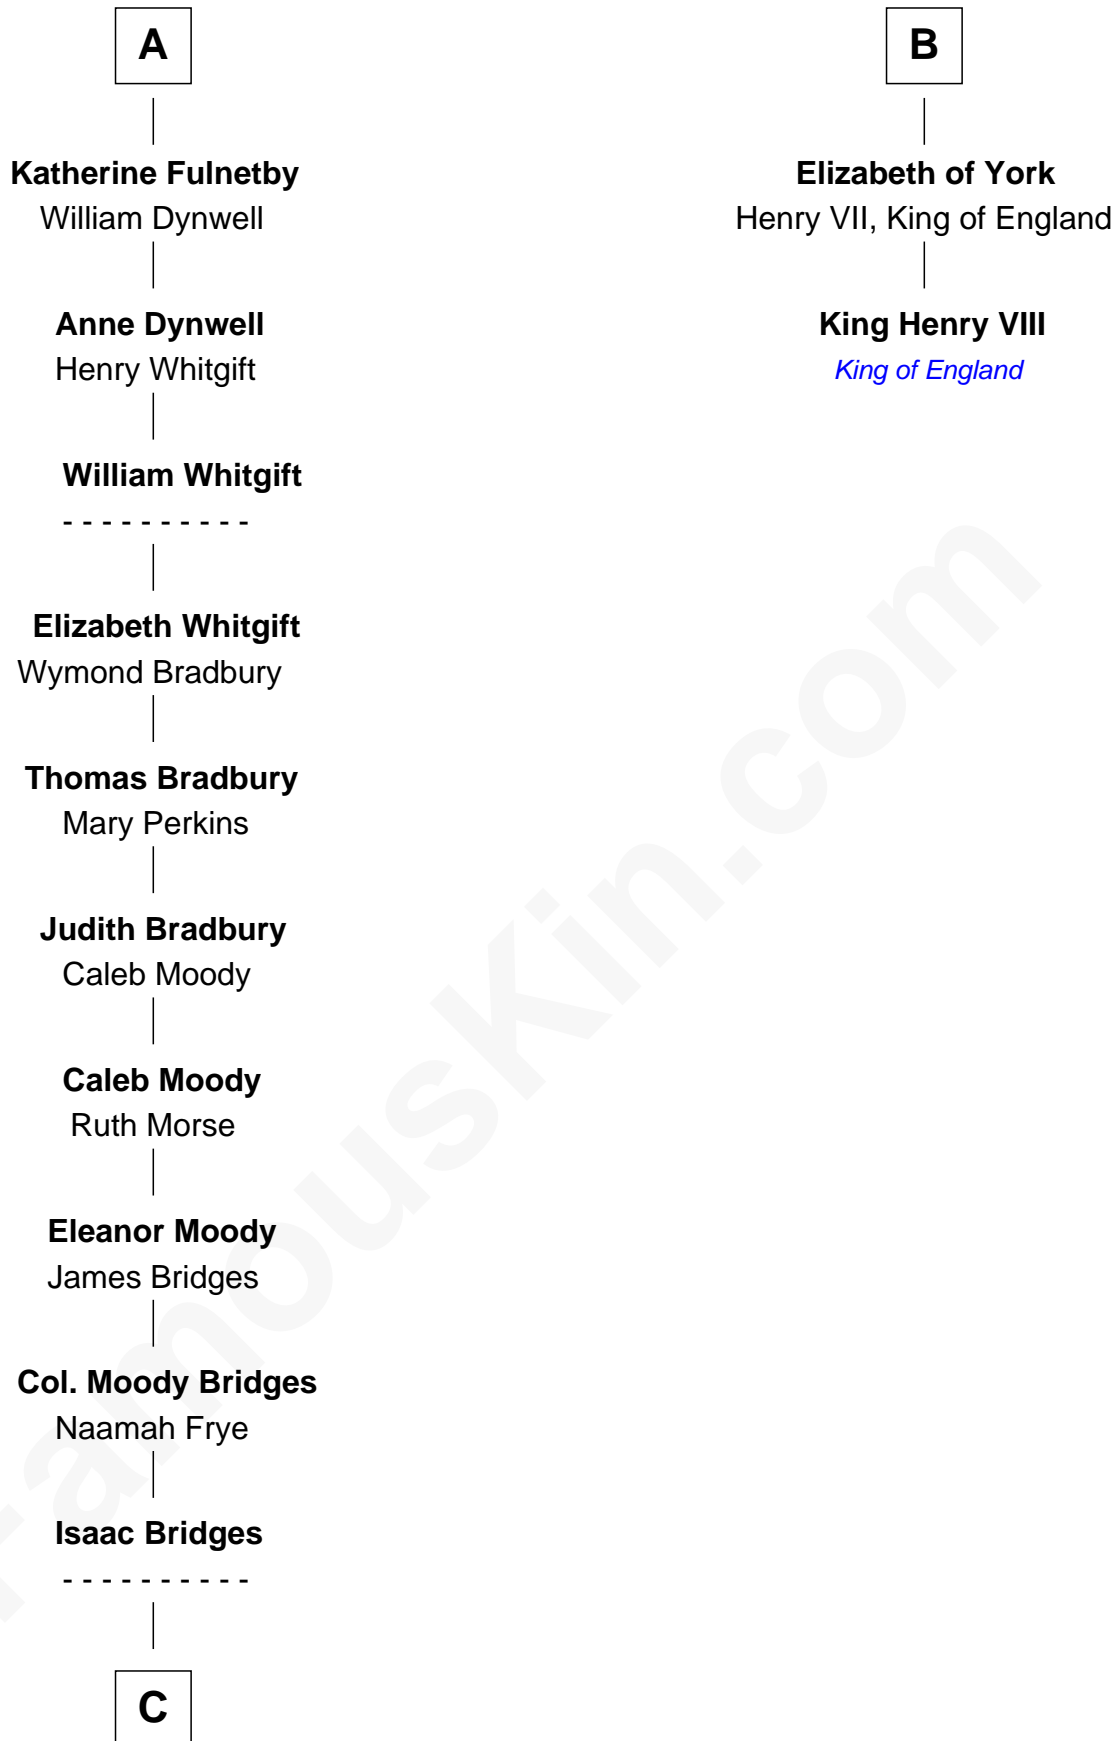 A
B
Katherine Fulnetby
William Dynwell
Elizabeth of York
Henry VII, King of England
Anne Dynwell
Henry Whitgift
King Henry VIII
King of England
William Whitgift
- - - - - - - - - -
Elizabeth Whitgift
Wymond Bradbury
Thomas Bradbury
Mary Perkins
Judith Bradbury
Caleb Moody
Caleb Moody
Ruth Morse
Eleanor Moody
James Bridges
Col. Moody Bridges
Naamah Frye
Isaac Bridges
- - - - - - - - - -
C
FamousKin.com